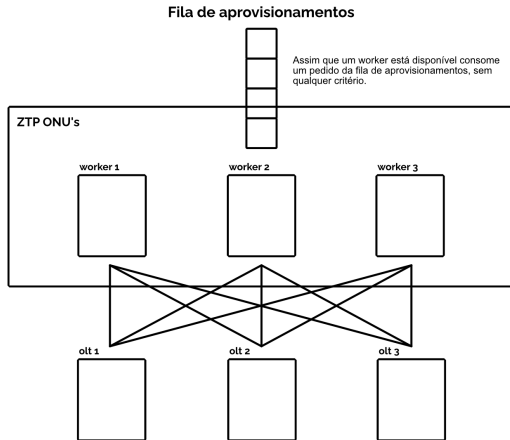 Fila de aprovisionamentos
Assim que um worker está disponível consome
um pedido da fila de aprovisionamentos, sem
qualquer critério.
ZTP ONU's
worker 1
worker 2
worker 3
olt 1
olt 2
olt 3